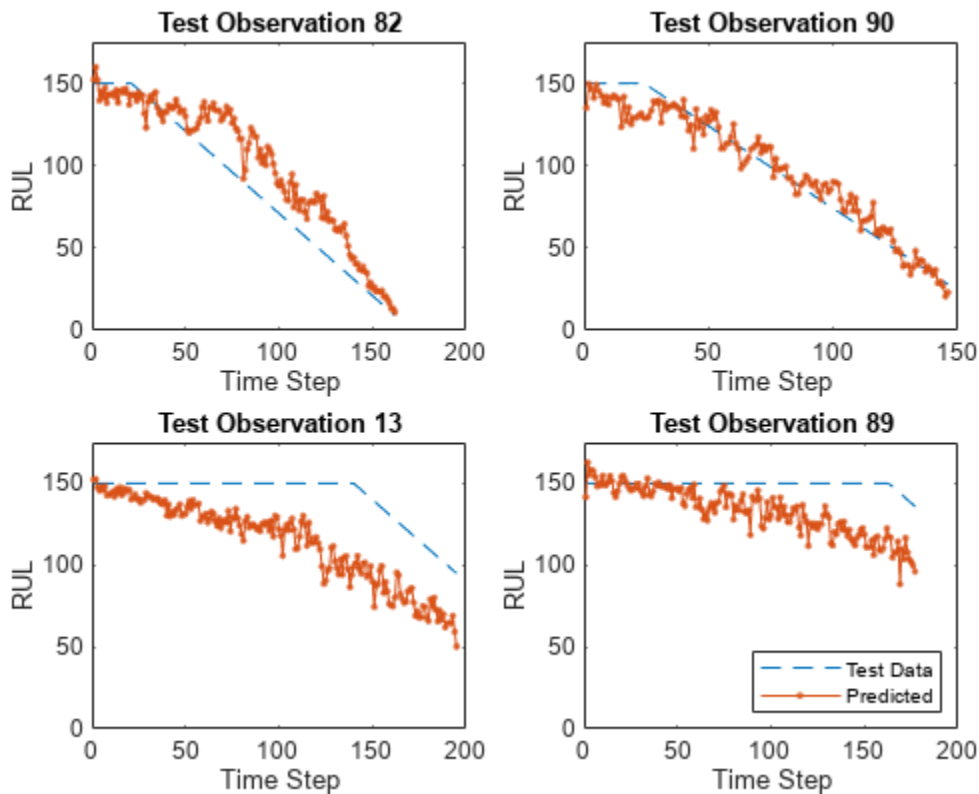 Test Observation 82
150
100
50
0
RUL
0 50 100 150 200
Time Step
Test Observation 90
150
100
50
0
RUL
0 50 100 150
Time Step
Test Observation 13
150
100
50
0
RUL
0 50 100 150 200
Time Step
Test Observation 89
150
100
50
0
RUL
Test Data
Predicted
0 50 100 150 200
Time Step